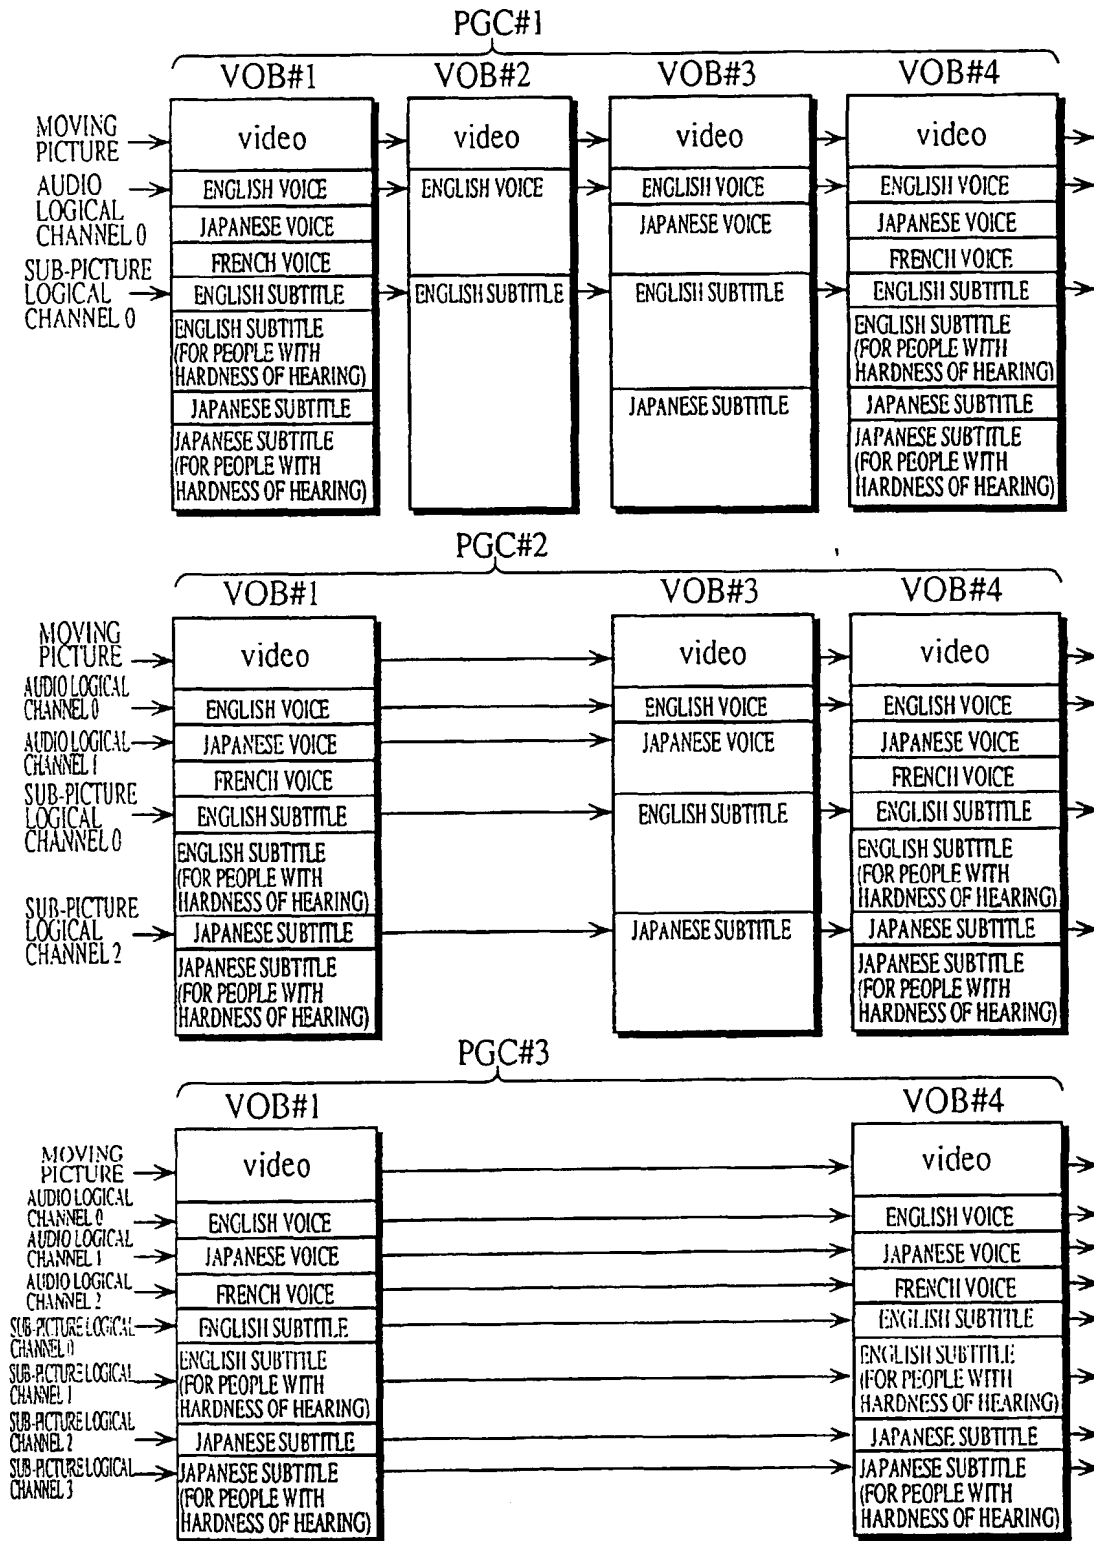 PGC#1
VOB#1 VOB#2 VOB#3 VOB#4
MOVING
PICTURE
video video video video
AUDIO
LOGICAL
CHANNEL 0
ENGLISH VOICE ENGLISH VOICE ENGLISH VOICE ENGLISH VOICE
JAPANESE VOICE JAPANESE VOICE JAPANESE VOICE
FRENCH VOICE FRENCH VOICE
SUB-PICTURE
LOGICAL
CHANNEL 0
ENGLISH SUBTITLE ENGLISH SUBTITLE ENGLISH SUBTITLE ENGLISH SUBTITLE
ENGLISH SUBTITLE
(FOR PEOPLE WITH
HARDNESS OF HEARING)
ENGLISH SUBTITLE
(FOR PEOPLE WITH
HARDNESS OF HEARING)
JAPANESE SUBTITLE JAPANESE SUBTITLE JAPANESE SUBTITLE
JAPANESE SUBTITLE
(FOR PEOPLE WITH
HARDNESS OF HEARING)
JAPANESE SUBTITLE
(FOR PEOPLE WITH
HARDNESS OF HEARING)
PGC#2
VOB#1 VOB#3 VOB#4
MOVING
PICTURE
video video video
AUDIO LOGICAL
CHANNEL 0
ENGLISH VOICE ENGLISH VOICE ENGLISH VOICE
AUDIO LOGICAL
CHANNEL 1
JAPANESE VOICE JAPANESE VOICE JAPANESE VOICE
FRENCH VOICE FRENCH VOICE
SUB-PICTURE
LOGICAL
CHANNEL 0
ENGLISH SUBTITLE ENGLISH SUBTITLE ENGLISH SUBTITLE
ENGLISH SUBTITLE
(FOR PEOPLE WITH
HARDNESS OF HEARING)
ENGLISH SUBTITLE
(FOR PEOPLE WITH
HARDNESS OF HEARING)
SUB-PICTURE
LOGICAL
CHANNEL 2
JAPANESE SUBTITLE JAPANESE SUBTITLE JAPANESE SUBTITLE
JAPANESE SUBTITLE
(FOR PEOPLE WITH
HARDNESS OF HEARING)
JAPANESE SUBTITLE
(FOR PEOPLE WITH
HARDNESS OF HEARING)
PGC#3
VOB#1 VOB#4
MOVING
PICTURE
video video
AUDIO LOGICAL
CHANNEL 0
ENGLISH VOICE ENGLISH VOICE
AUDIO LOGICAL
CHANNEL 1
JAPANESE VOICE JAPANESE VOICE
AUDIO LOGICAL
CHANNEL 2
FRENCH VOICE FRENCH VOICE
SUB-PICTURE LOGICAL
CHANNEL 0
ENGLISH SUBTITLE ENGLISH SUBTITLE
SUB-PICTURE LOGICAL
CHANNEL 1
ENGLISH SUBTITLE
(FOR PEOPLE WITH
HARDNESS OF HEARING)
ENGLISH SUBTITLE
(FOR PEOPLE WITH
HARDNESS OF HEARING)
SUB-PICTURE LOGICAL
CHANNEL 2
JAPANESE SUBTITLE JAPANESE SUBTITLE
SUB-PICTURE LOGICAL
CHANNEL 3
JAPANESE SUBTITLE
(FOR PEOPLE WITH
HARDNESS OF HEARING)
JAPANESE SUBTITLE
(FOR PEOPLE WITH
HARDNESS OF HEARING)